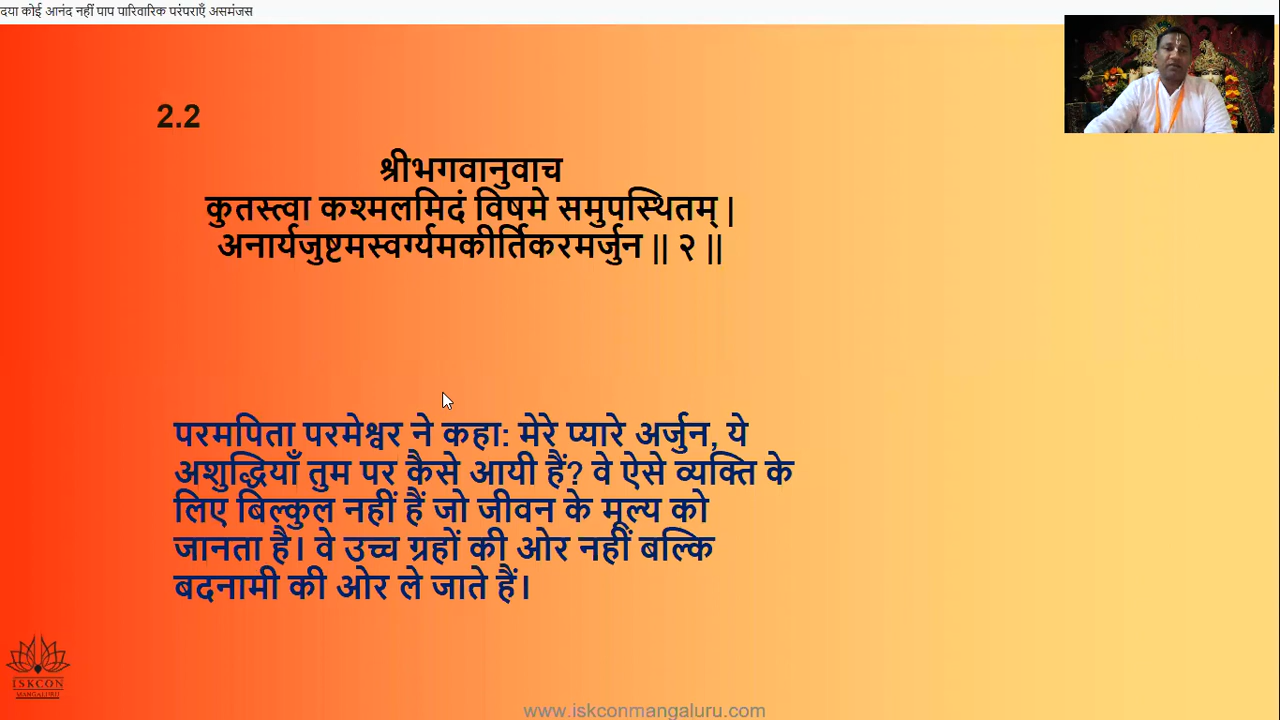 दया कोई आनंद नहीं पाप पारिवारिक परंपराएँ असमंजस
2.2
श्रीभगवानुवाच
कुतस्त्वा कश्मलमिदं विषमे समुपस्थितम् |
अनार्यजुष्टमस्वर्ग्यमकीर्तिकरमर्जुन || २ ||
परमपिता परमेश्वर ने कहा: मेरे प्यारे अर्जुन, ये
अशुद्धियाँ तुम पर कैसे आयी हैं? वे ऐसे व्यक्ति के
लिए बिल्कुल नहीं हैं जो जीवन के मूल्य को
जानता है। वे उच्च ग्रहों की ओर नहीं बल्कि
बदनामी की ओर ले जाते हैं।
ISKCON
MANGALURU
www.iskconmangaluru.com